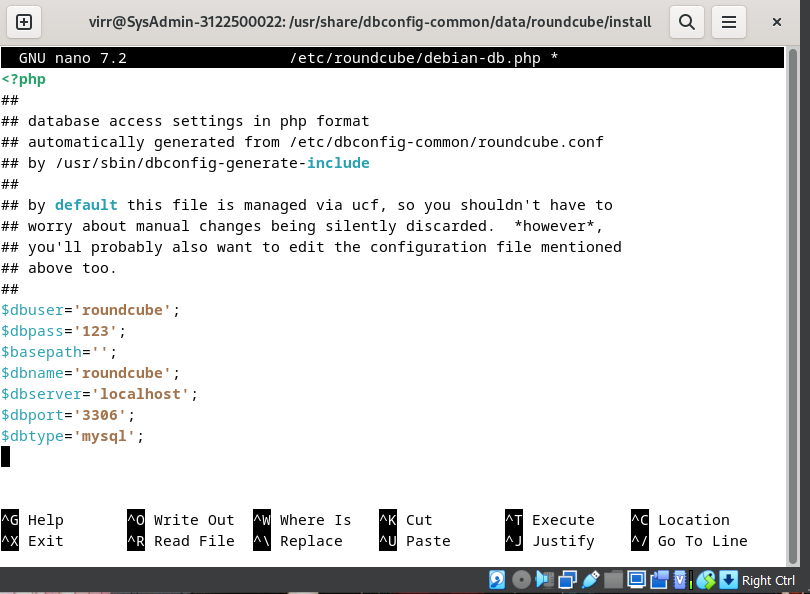 virr@SysAdmin-3122500022: /usr/share/dbconfig-common/data/roundcube/install
GNU nano 7.2 /etc/roundcube/debian-db.php *
<?php
##
## database access settings in php format
## automatically generated from /etc/dbconfig-common/roundcube.conf
## by /usr/sbin/dbconfig-generate-include
##
## by default this file is managed via ucf, so you shouldn't have to
## worry about manual changes being silently discarded.  *however*,
## you'll probably also want to edit the configuration file mentioned
## above too.
##
$dbuser='roundcube';
$dbpass='123';
$basepath='';
$dbname='roundcube';
$dbserver='localhost';
$dbport='3306';
$dbtype='mysql';
^G Help ^O Write Out ^W Where Is ^K Cut ^T Execute ^C Location
^X Exit ^R Read File ^\ Replace ^U Paste ^J Justify ^/ Go To Line
Right Ctrl